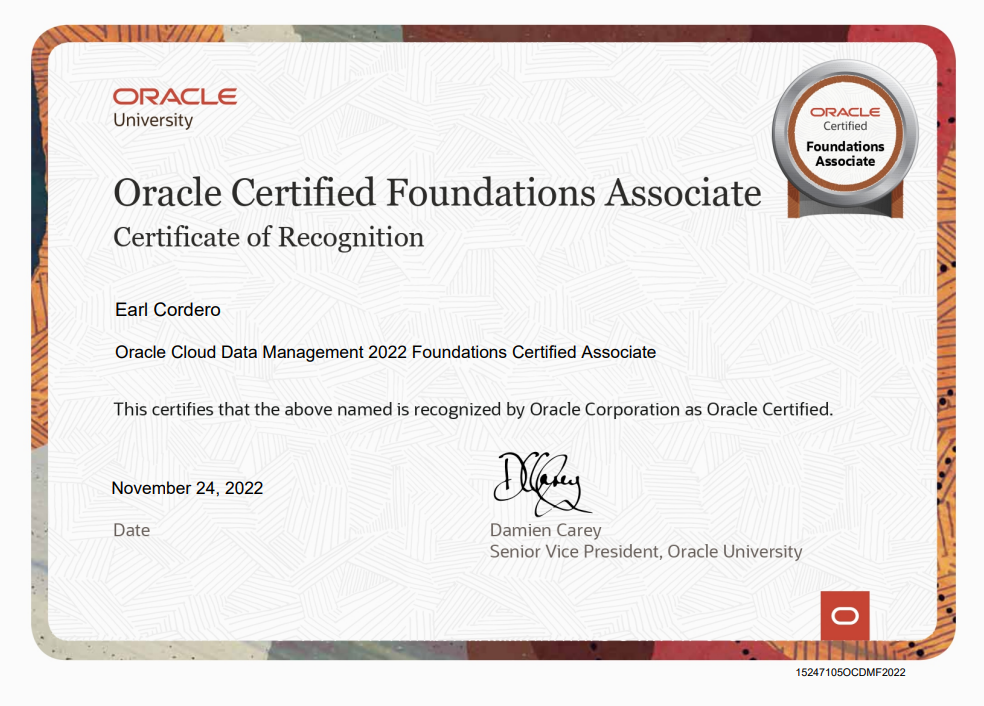 ORACLE
University
ORACLE
Certified
Foundations
Associate
Oracle Certified Foundations Associate
Certificate of Recognition
Earl Cordero
Oracle Cloud Data Management 2022 Foundations Certified Associate
This certifies that the above named is recognized by Oracle Corporation as Oracle Certified.
DCarey
November 24, 2022
Date
Damien Carey
Senior Vice President, Oracle University
15247105OCDMF2022